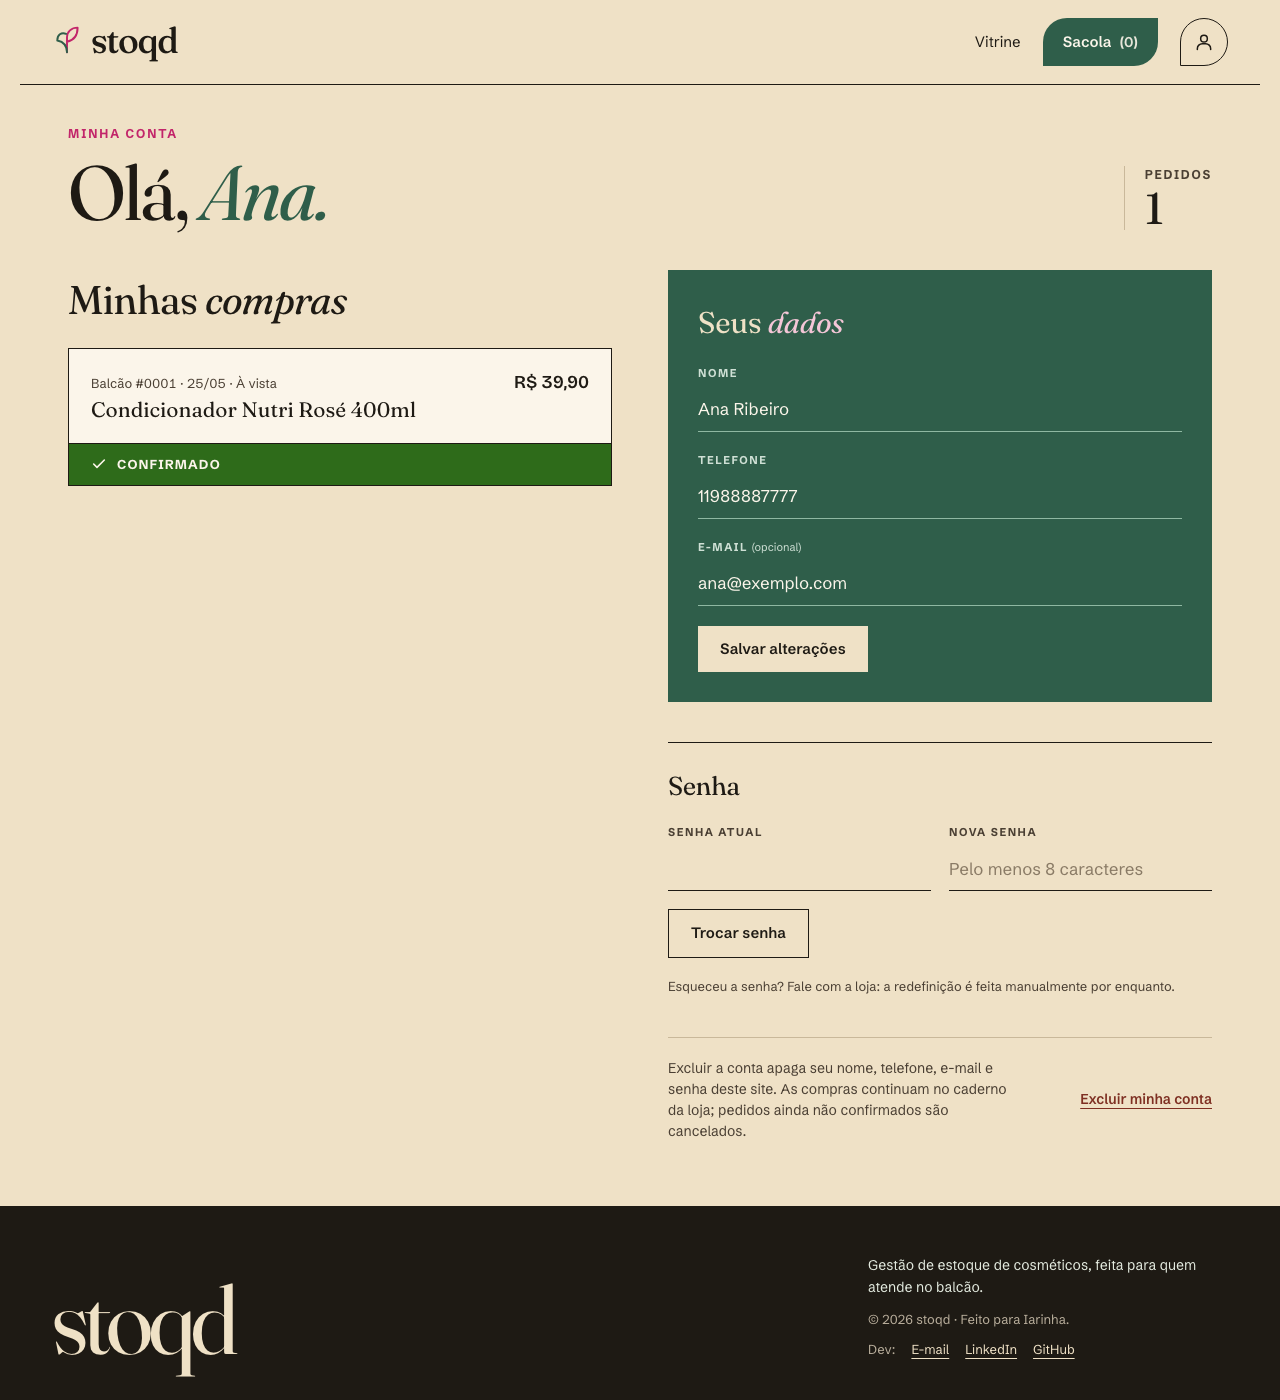 stoqd
Vitrine
Sacola (0)
MINHA CONTA
Olá, Ana.
PEDIDOS
1
Minhas compras
Balcão #0001 · 25/05 · À vista
R$ 39,90
Condicionador Nutri Rosé 400ml
CONFIRMADO
Seus dados
NOME
Ana Ribeiro
TELEFONE
11988887777
E-MAIL (opcional)
ana@exemplo.com
Salvar alterações
Senha
SENHA ATUAL
NOVA SENHA
Pelo menos 8 caracteres
Trocar senha
Esqueceu a senha? Fale com a loja: a redefinição é feita manualmente por enquanto.
Excluir a conta apaga seu nome, telefone, e-mail e
senha deste site. As compras continuam no caderno
da loja; pedidos ainda não confirmados são
cancelados.
Excluir minha conta
stoqd
Gestão de estoque de cosméticos, feita para quem
atende no balcão.
© 2026 stoqd · Feito para Iarinha.
Dev: E-mail LinkedIn GitHub